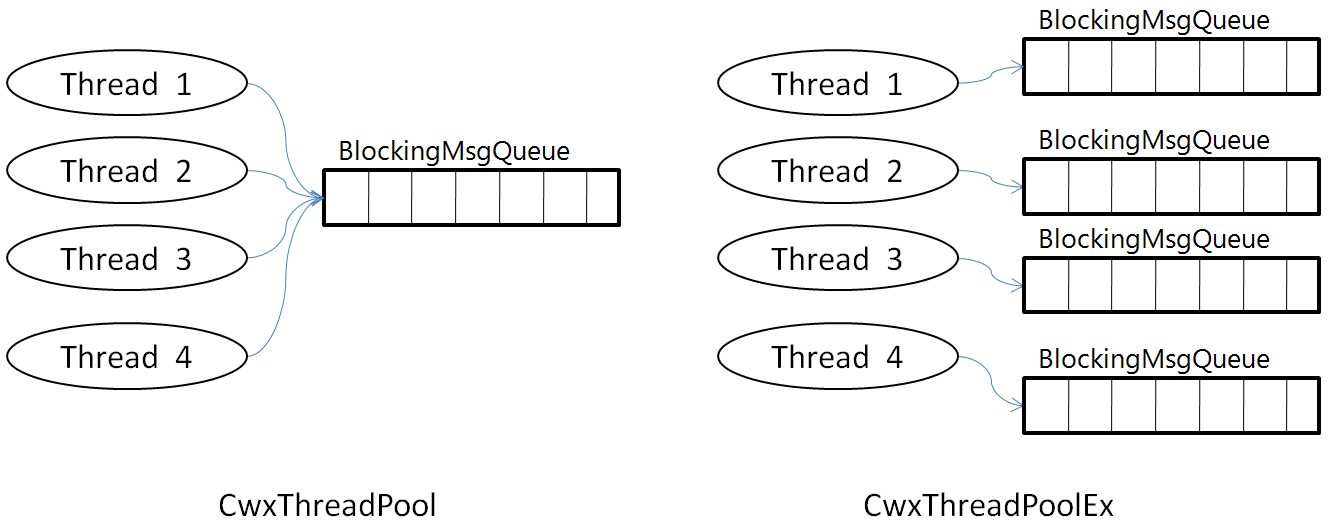 Thread 1
Thread 2
Thread 3
Thread 4
BlockingMsgQueue
CwxThreadPool
Thread 1
BlockingMsgQueue
Thread 2
BlockingMsgQueue
Thread 3
BlockingMsgQueue
Thread 4
BlockingMsgQueue
CwxThreadPoolEx